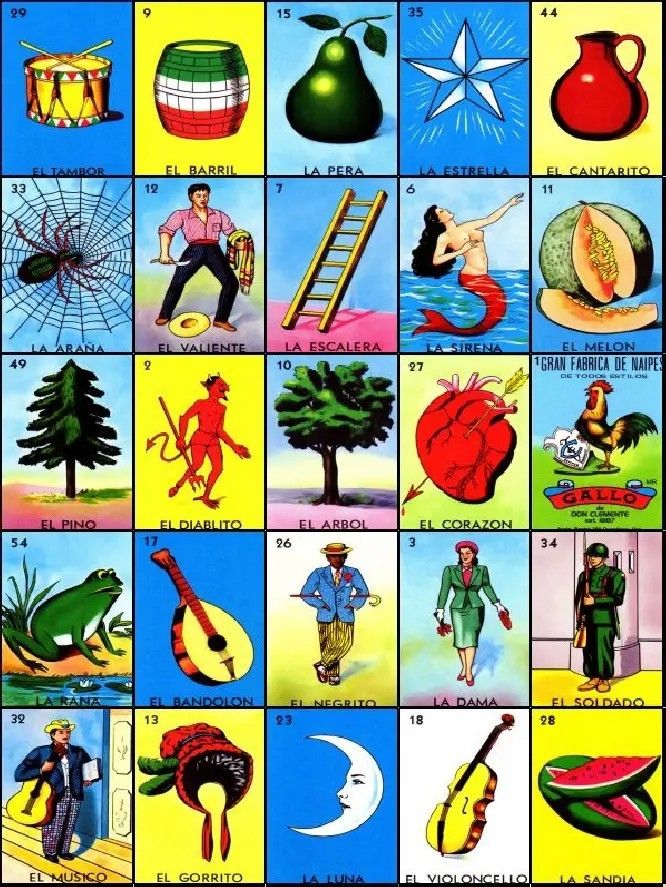 29
EL TAMBOR
9
EL BARRIL
15
LA PERA
35
LA ESTRELLA
44
EL CANTARITO
33
LA ARAÑA
12
EL VALIENTE
7
LA ESCALERA
6
LA SIRENA
11
EL MELON
49
EL PINO
2
EL DIABLITO
10
EL ARBOL
27
EL CORAZON
1
GRAN FABRICA DE NAIPES
DE TODOS ESTILOS
GALLO
de
DON CLEMENTE
est. 1887
54
LA RANA
17
EL BANDOLON
26
EL NEGRITO
3
LA DAMA
34
EL SOLDADO
32
EL MUSICO
13
EL GORRITO
23
LA LUNA
18
EL VIOLONCELLO
28
LA SANDIA